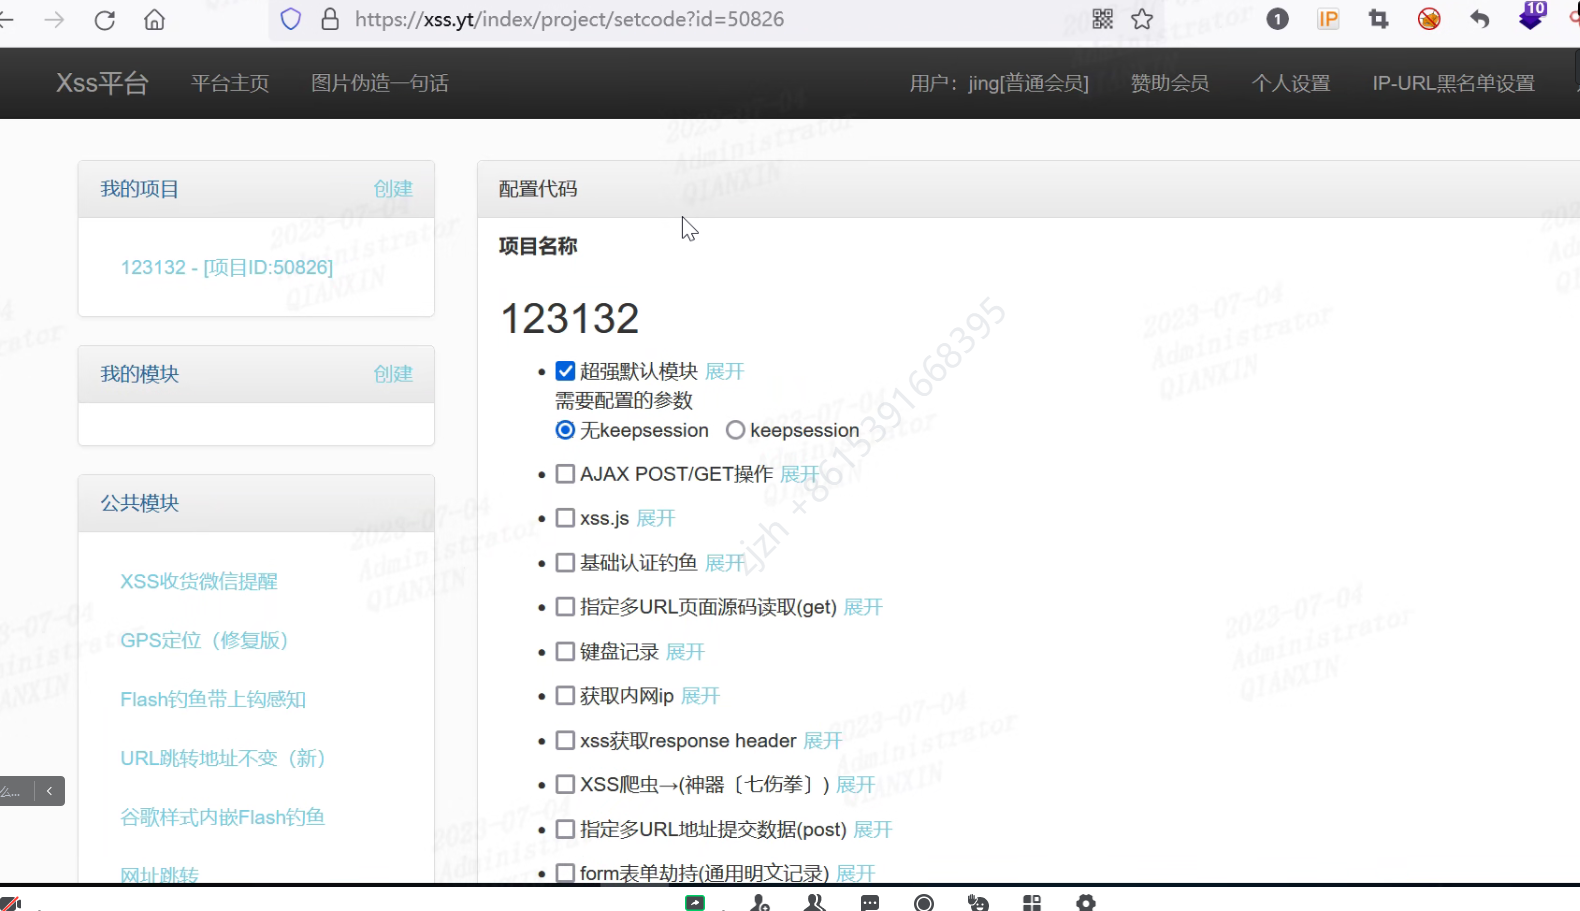 https://xss.yt/index/project/setcode?id=50826
1
IP
10
Xss平台
平台主页
图片伪造一句话
用户：jing[普通会员]
赞助会员
个人设置
IP-URL黑名单设置
我的项目
创建
123132 - [项目ID:50826]
我的模块
创建
公共模块
XSS收货微信提醒
GPS定位（修复版）
Flash钓鱼带上钩感知
URL跳转地址不变（新）
谷歌样式内嵌Flash钓鱼
网址跳转
配置代码
项目名称
123132
超强默认模块 展开
需要配置的参数
无keepsession keepsession
AJAX POST/GET操作 展开
xss.js 展开
基础认证钓鱼 展开
指定多URL页面源码读取(get) 展开
键盘记录 展开
获取内网ip 展开
xss获取response header 展开
XSS爬虫→(神器〔七伤拳〕) 展开
指定多URL地址提交数据(post) 展开
form表单劫持(通用明文记录) 展开
zjzh +8615391668395
2023-07-04
Administrator
QIANXIN